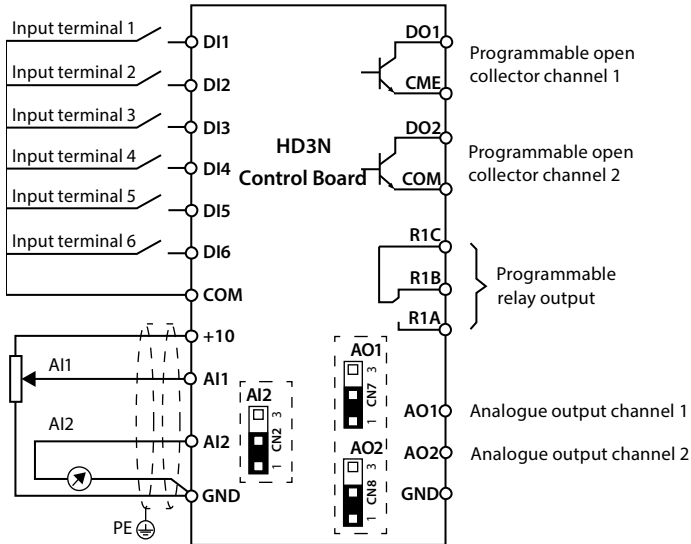 Input terminal 1
DI1
Input terminal 2
DI2
Input terminal 3
DI3
Input terminal 4
DI4
Input terminal 5
DI5
Input terminal 6
DI6
COM
+10
AI1
AI1
AI2
AI2
GND
PE
HD3N
Control Board
AI2
3
CN2
1
AO1
3
CN7
1
AO2
3
CN8
1
DO1
CME
Programmable open
collector channel 1
DO2
COM
Programmable open
collector channel 2
R1C
R1B
R1A
Programmable
relay output
AO1
Analogue output channel 1
AO2
Analogue output channel 2
GND